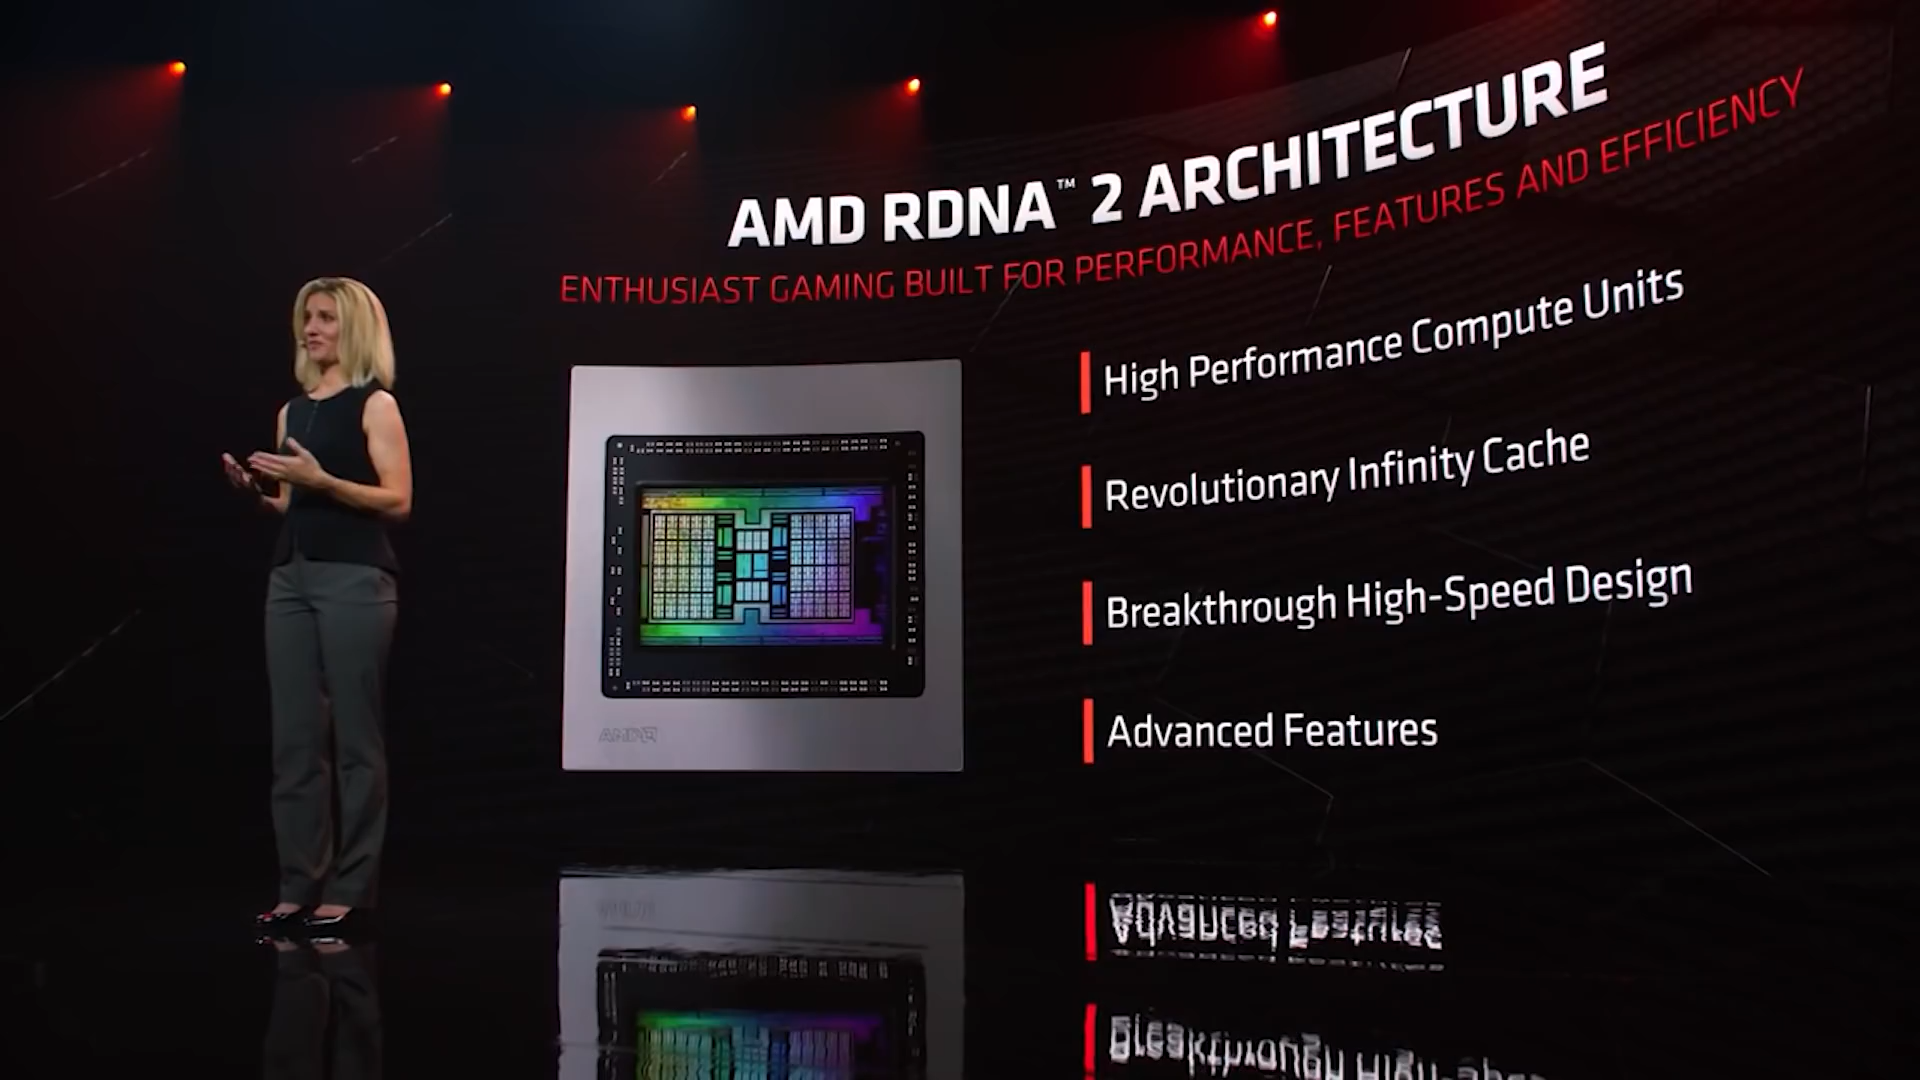 AMD RDNA™ 2 ARCHITECTURE
ENTHUSIAST GAMING BUILT FOR PERFORMANCE, FEATURES AND EFFICIENCY
High Performance Compute Units
Revolutionary Infinity Cache
Breakthrough High-Speed Design
Advanced Features
AMD